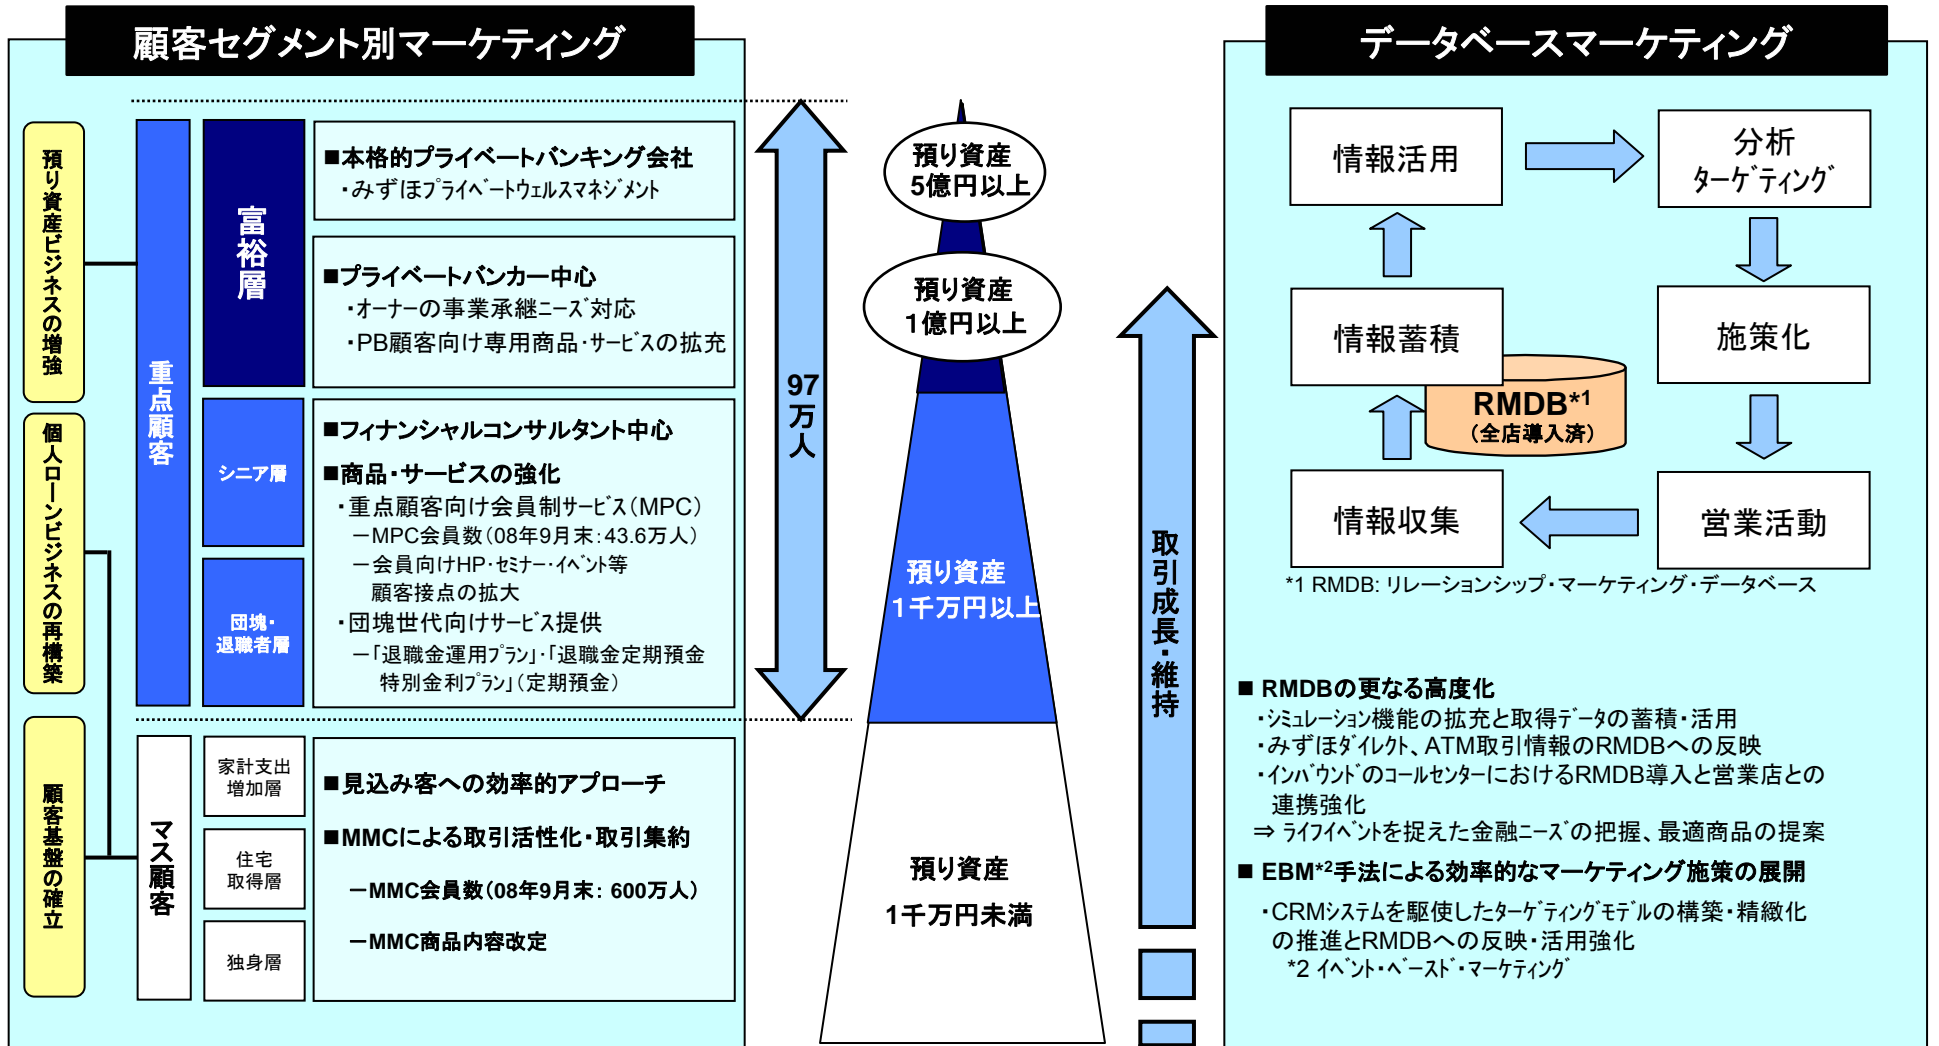 顧客セグメント別マーケティング
預り資産ビジネスの増強
個人ローンビジネスの再構築
顧客基盤の確立
重点顧客
マス顧客
富裕層
シニア層
団塊・
退職者層
家計支出
増加層
住宅
取得層
独身層
■本格的プライベートバンキング会社
・みずほプライベートウェルスマネジメント
■プライベートバンカー中心
・オーナーの事業承継ニーズ対応
・PB顧客向け専用商品・サービスの拡充
■フィナンシャルコンサルタント中心
■商品・サービスの強化
・重点顧客向け会員制サービス(MPC)
－MPC会員数(08年9月末：43.6万人)
－会員向けHP・セミナー・イベント等
顧客接点の拡大
・団塊世代向けサービス提供
－「退職金運用プラン」・「退職金定期預金
特別金利プラン」(定期預金)
■見込み客への効率的アプローチ
■MMCによる取引活性化・取引集約
－MMC会員数(08年9月末： 600万人)
－MMC商品内容改定
97
万
人
預り資産
5億円以上
預り資産
1億円以上
預り資産
1千万円以上
預り資産
1千万円未満
取引成長・維持
データベースマーケティング
情報活用
分析
ターゲティング
情報蓄積
施策化
RMDB*1
(全店導入済)
情報収集
営業活動
*1 RMDB: リレーションシップ・マーケティング・データベース
■ RMDBの更なる高度化
・シミュレーション機能の拡充と取得データの蓄積・活用
・みずほダイレクト、ATM取引情報のRMDBへの反映
・インバウンドのコールセンターにおけるRMDB導入と営業店との
連携強化
⇒ ライフイベントを捉えた金融ニーズの把握、最適商品の提案
■ EBM*2手法による効率的なマーケティング施策の展開
・CRMシステムを駆使したターゲティングモデルの構築・精緻化
の推進とRMDBへの反映・活用強化
*2 イベント・ベースド・マーケティング